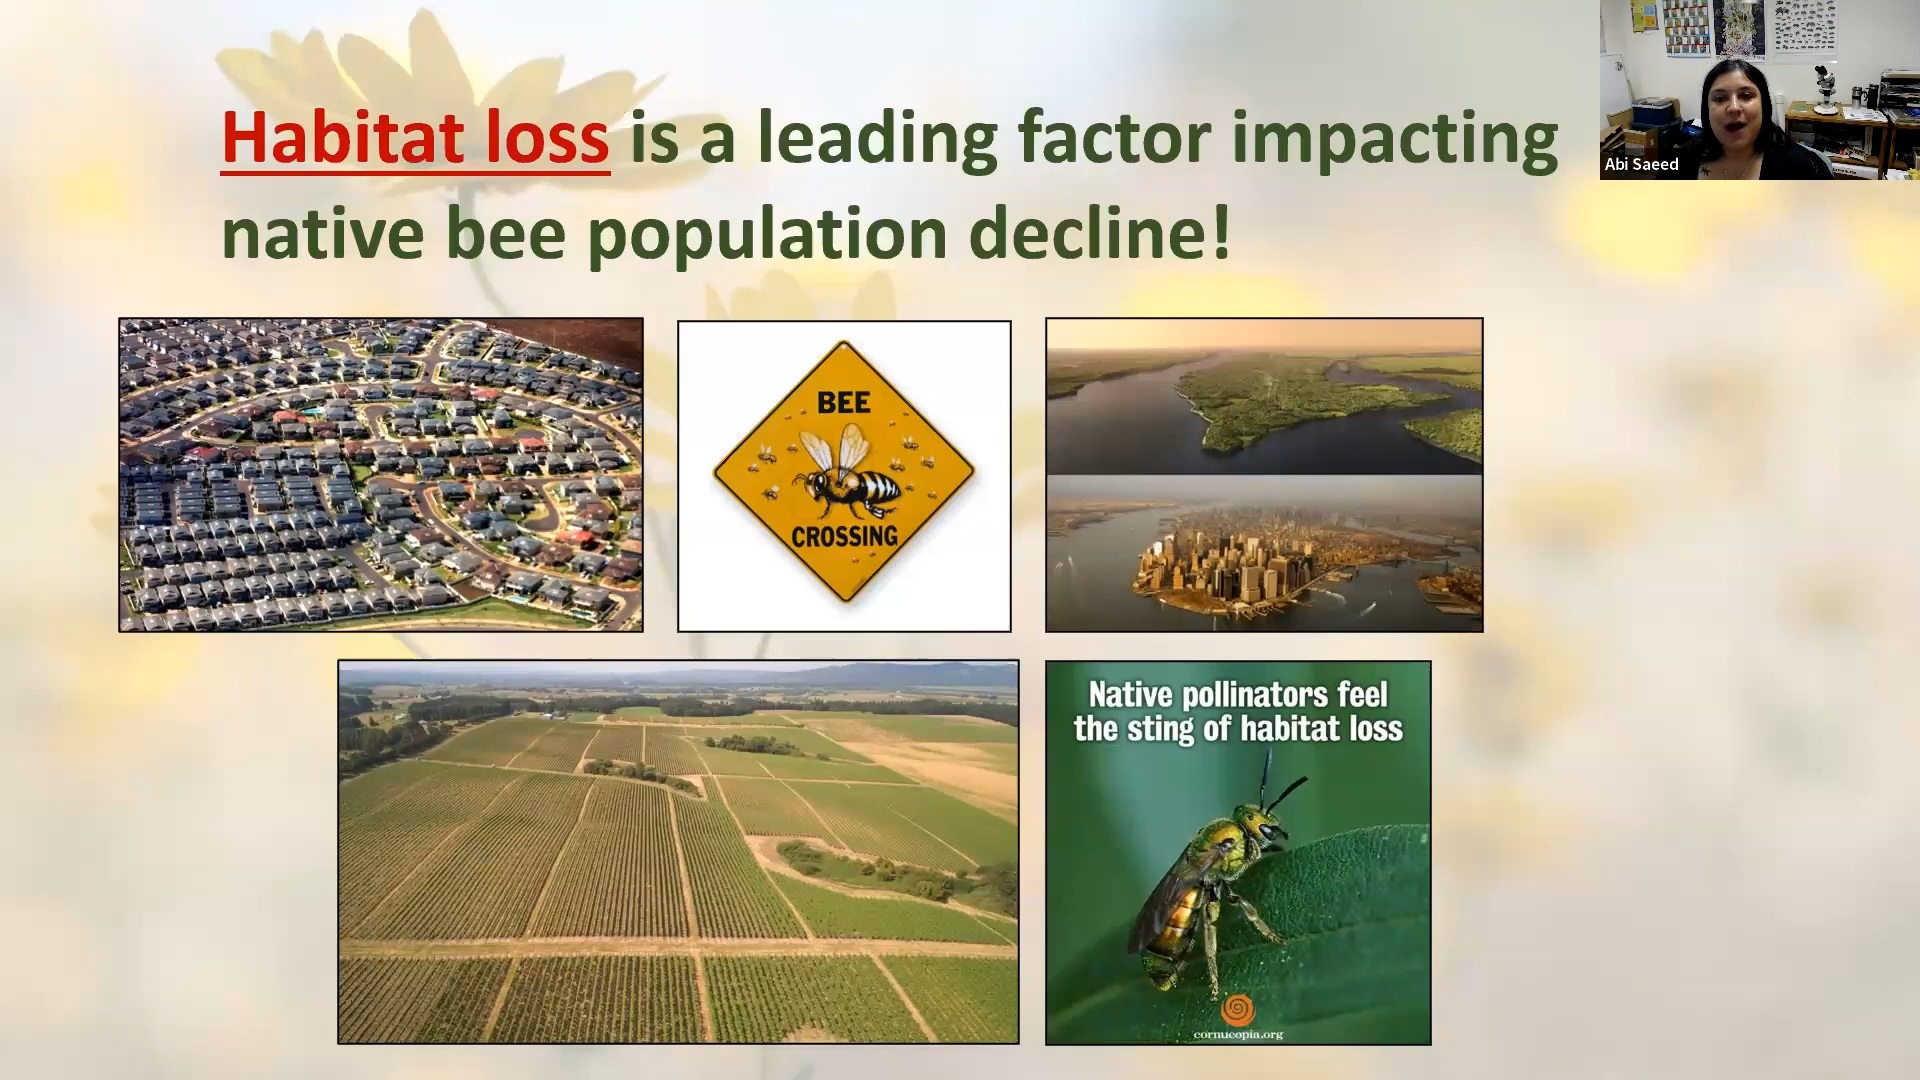 Habitat loss is a leading factor impacting
native bee population decline!
Abi Saeed
BEE
CROSSING
Native pollinators feel
the sting of habitat loss
cornucopia.org